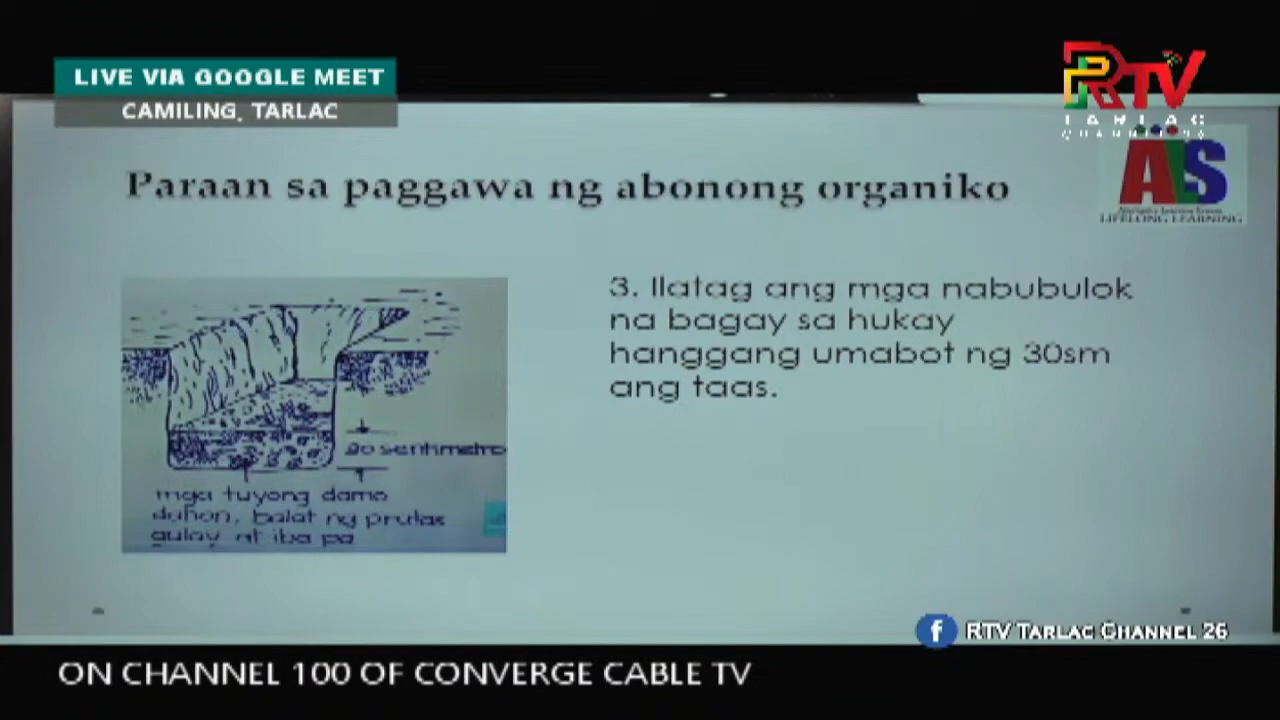 LIVE VIA GOOGLE MEET
CAMILING, TARLAC
RTV
TARLAC
ALS
LIFELONG LEARNING
Paraan sa paggawa ng abonong organiko
3. Ilatag ang mga nabubulok
na bagay sa hukay
hanggang umabot ng 30sm
ang taas.
sentimetro
mga tuyong damo
dahon, balat ng prutas
gulay at iba pa
RTV TARLAC CHANNEL 26
ON CHANNEL 100 OF CONVERGE CABLE TV